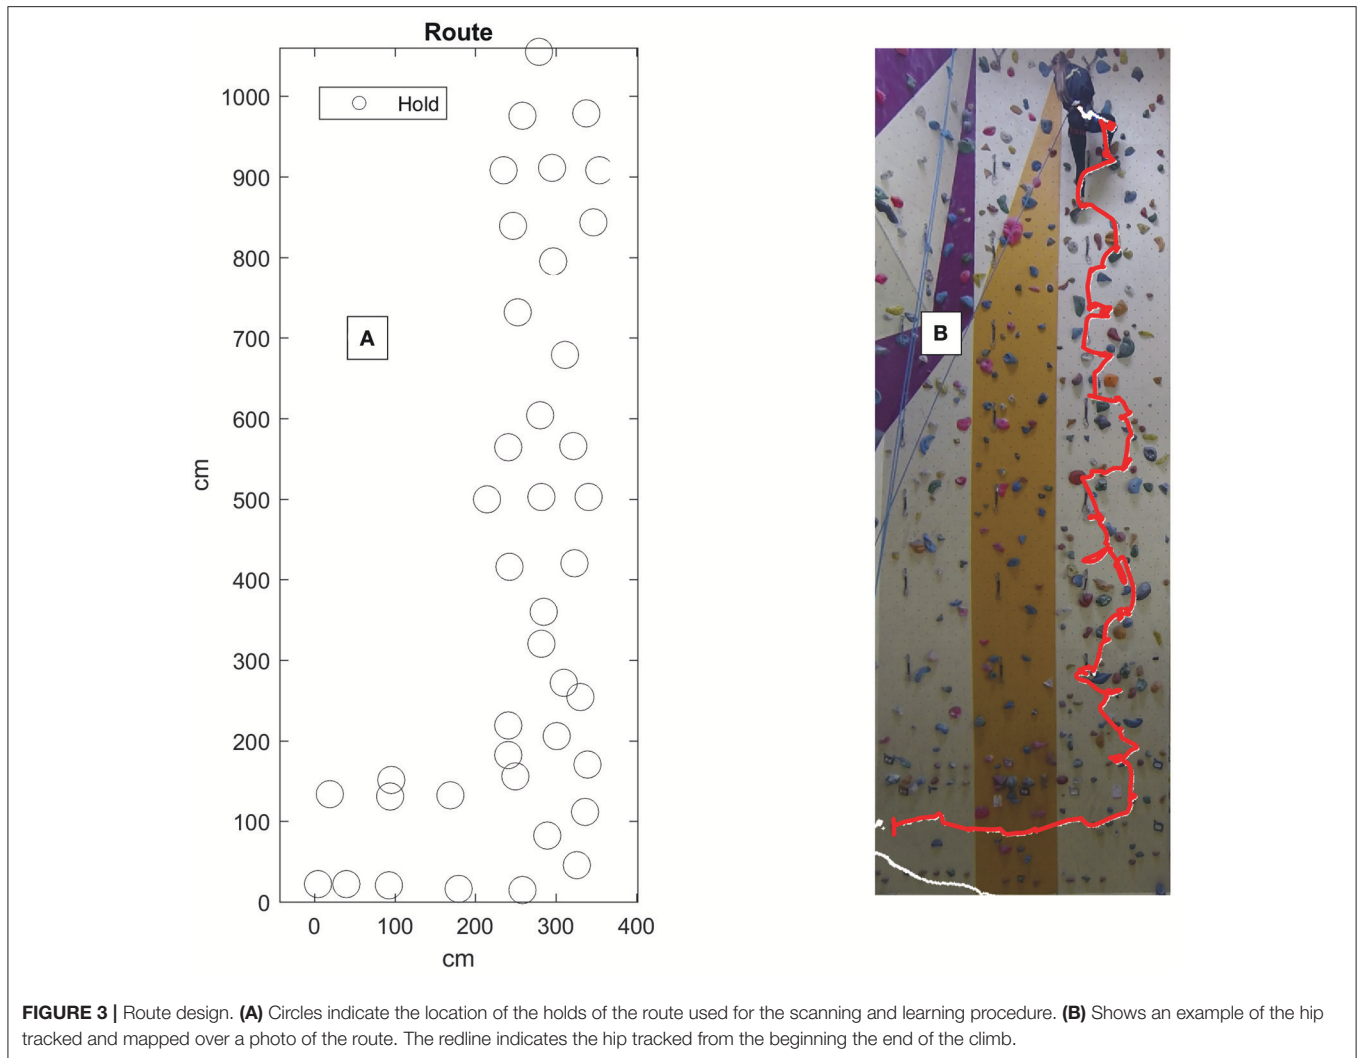 Route
Hold
1000
900
800
700
600
500
400
300
200
100
0
cm
0 100 200 300 400
cm
A
B
FIGURE 3 | Route design. (A) Circles indicate the location of the holds of the route used for the scanning and learning procedure. (B) Shows an example of the hip
tracked and mapped over a photo of the route. The redline indicates the hip tracked from the beginning the end of the climb.